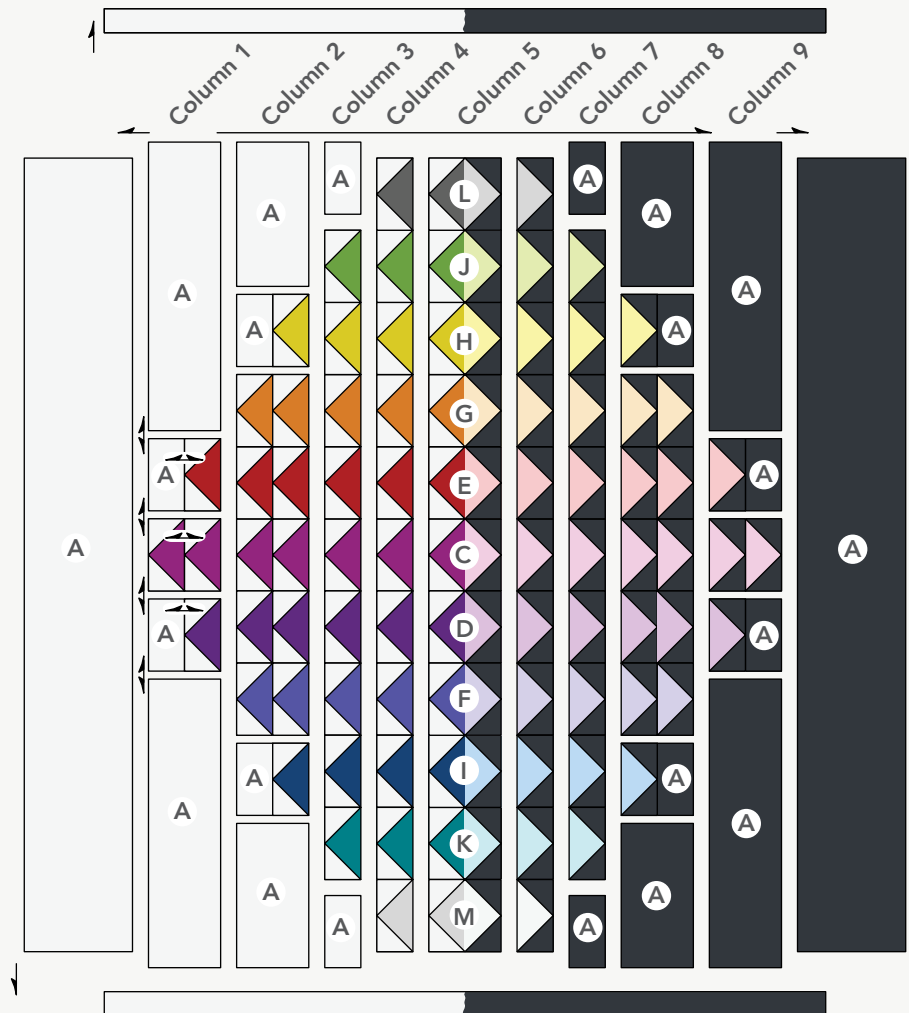 Column 1
Column 2
Column 3
Column 4
Column 5
Column 6
Column 7
Column 8
Column 9
A A L A
A A
J
A A
A A H A
G
A E A
A C A
A D A
F
A I A
A A
K
A A
A M A